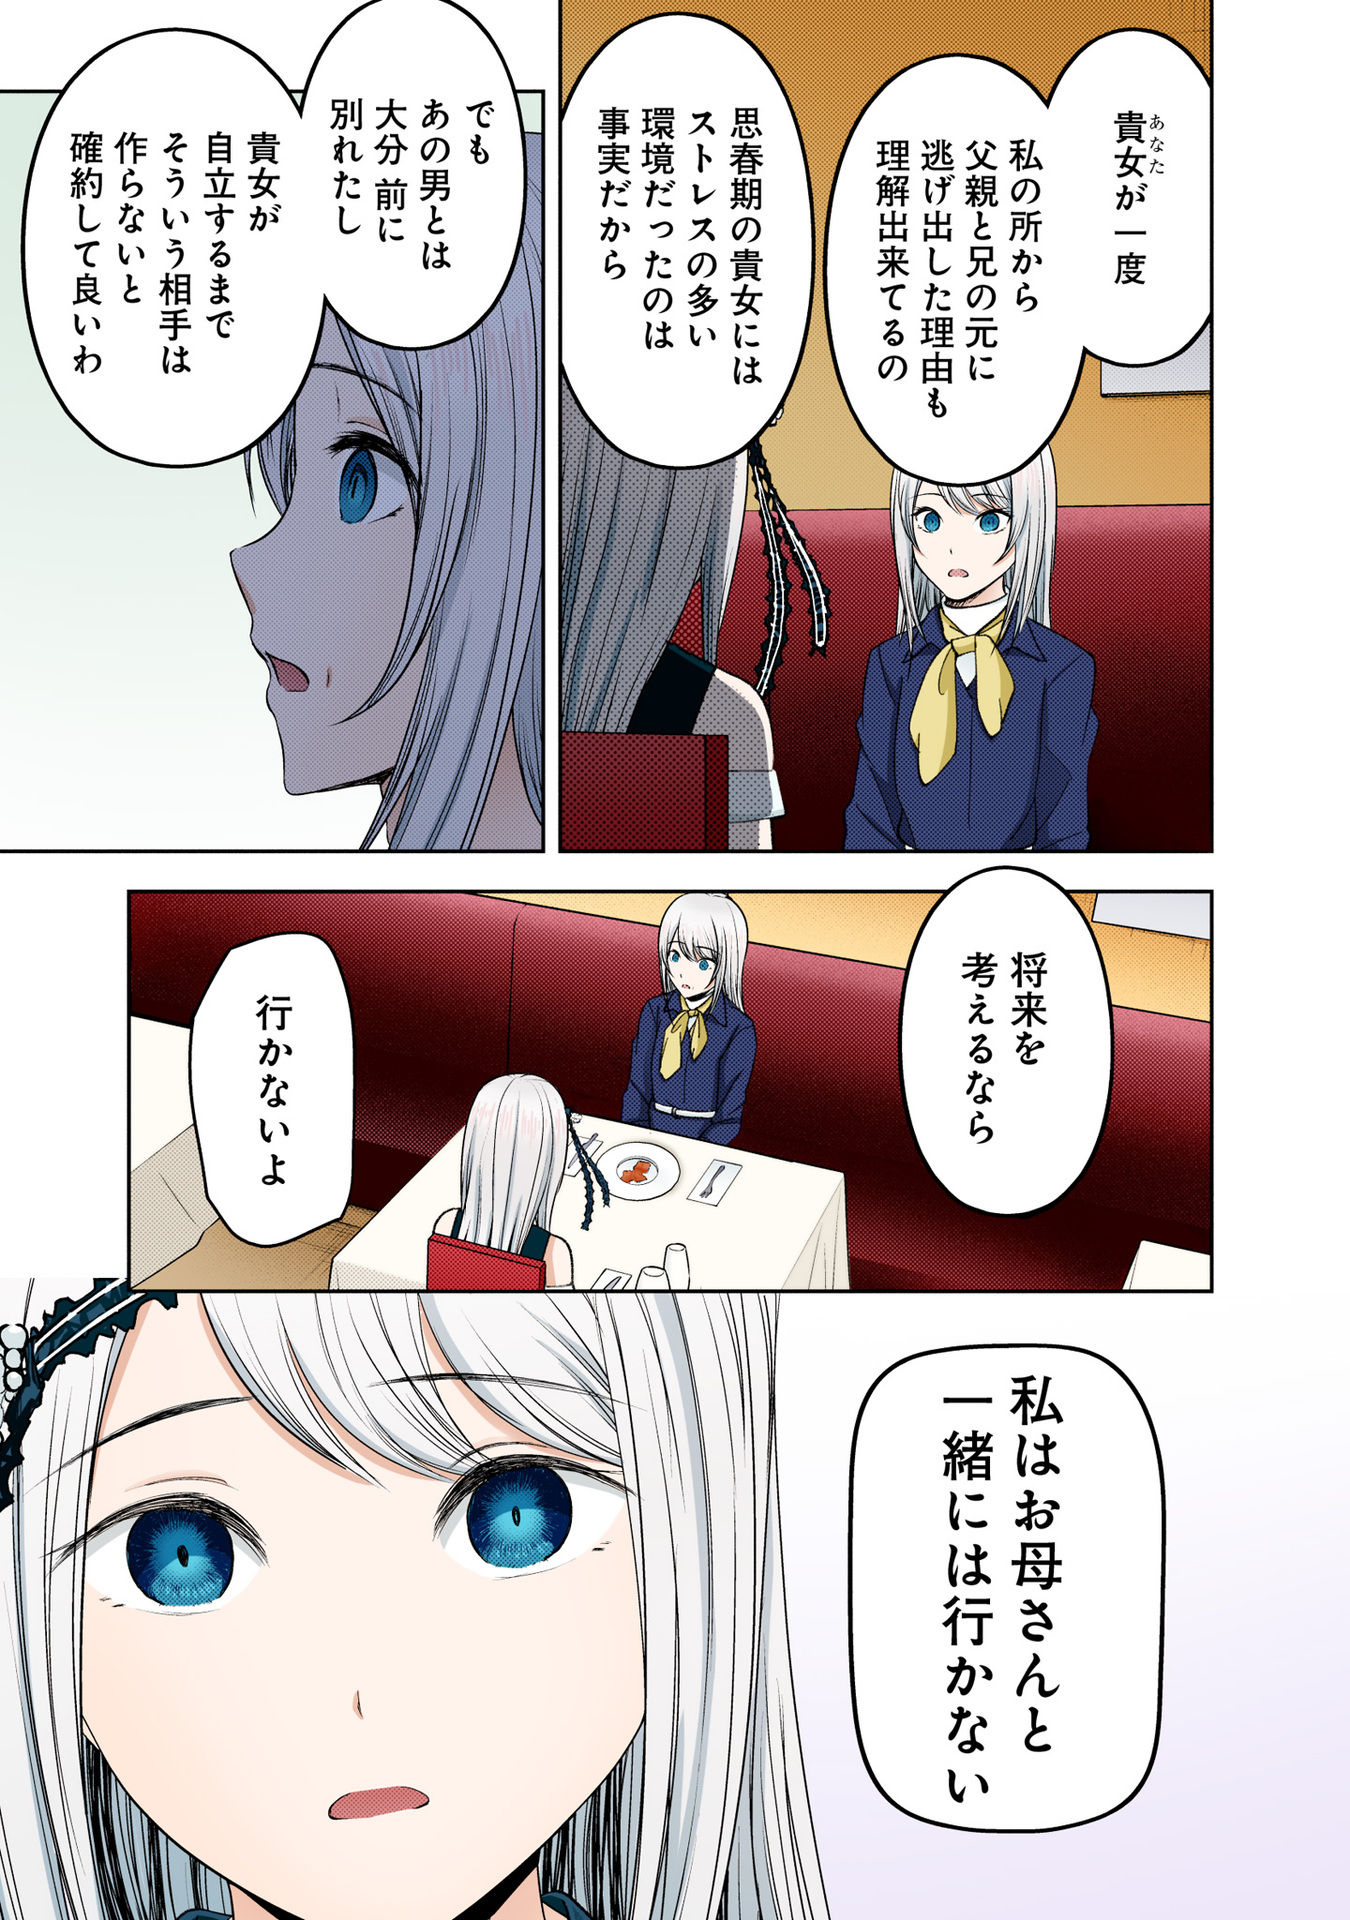 貴女が一度
あなた
私の所から
父親と兄の元に
逃げ出した理由も
理解出来てるの
思春期の貴女には
ストレスの多い
環境だったのは
事実だから
でも
あの男とは
大分前に
別れたし
貴女が
自立するまで
そういう相手は
作らないと
確約して良いわ
将来を
考えるなら
行かないよ
私はお母さんと
一緒には行かない